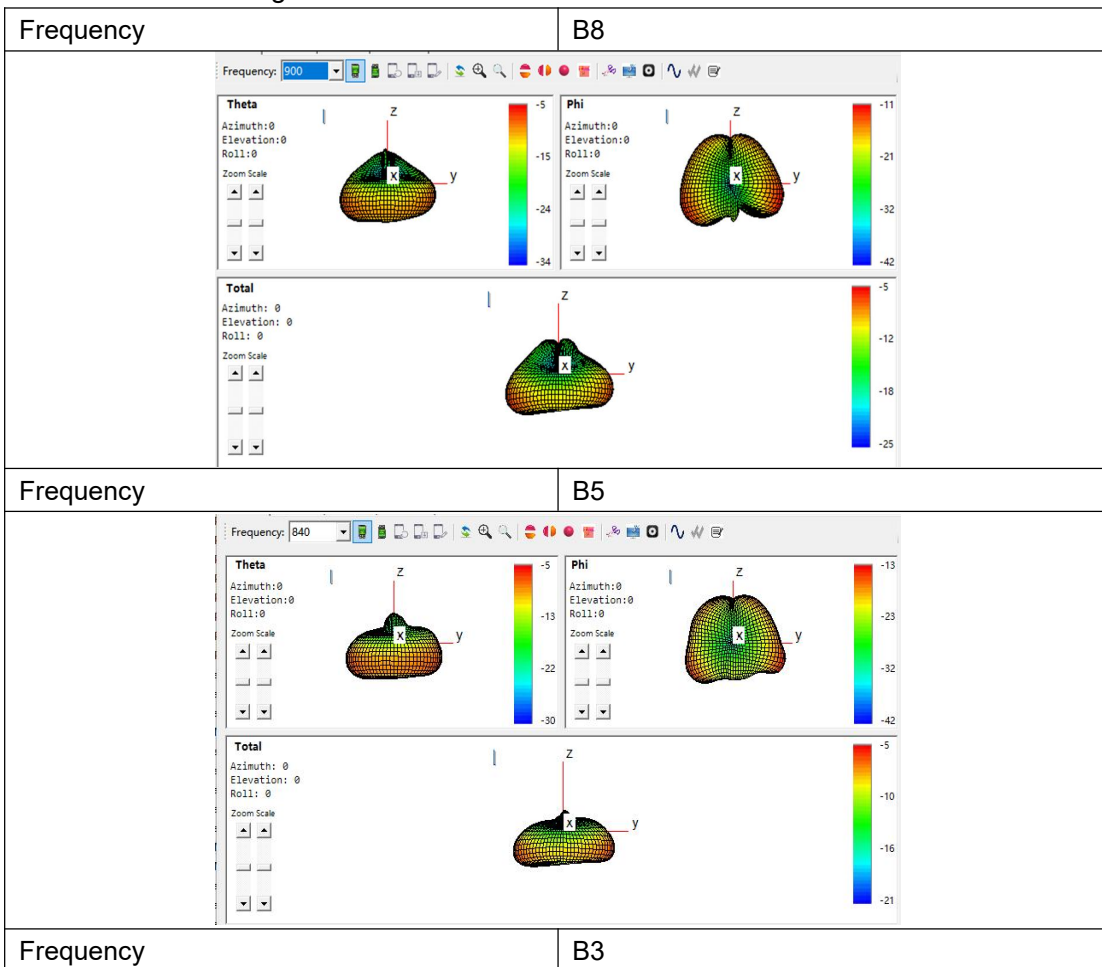 Frequency B8
Frequency: 900
Theta
Azimuth:0
Elevation:0
Roll:0
Zoom Scale
z
x
y
-5
-15
-24
-34
Phi
Azimuth:0
Elevation:0
Roll:0
Zoom Scale
z
x
y
-11
-21
-32
-42
Total
Azimuth: 0
Elevation: 0
Roll: 0
Zoom Scale
z
x
y
-5
-12
-18
-25
Frequency B5
Frequency: 840
Theta
Azimuth:0
Elevation:0
Roll:0
Zoom Scale
z
x
y
-5
-13
-22
-30
Phi
Azimuth:0
Elevation:0
Roll:0
Zoom Scale
z
x
y
-13
-23
-32
-42
Total
Azimuth: 0
Elevation: 0
Roll: 0
Zoom Scale
z
x
y
-5
-10
-16
-21
Frequency B3